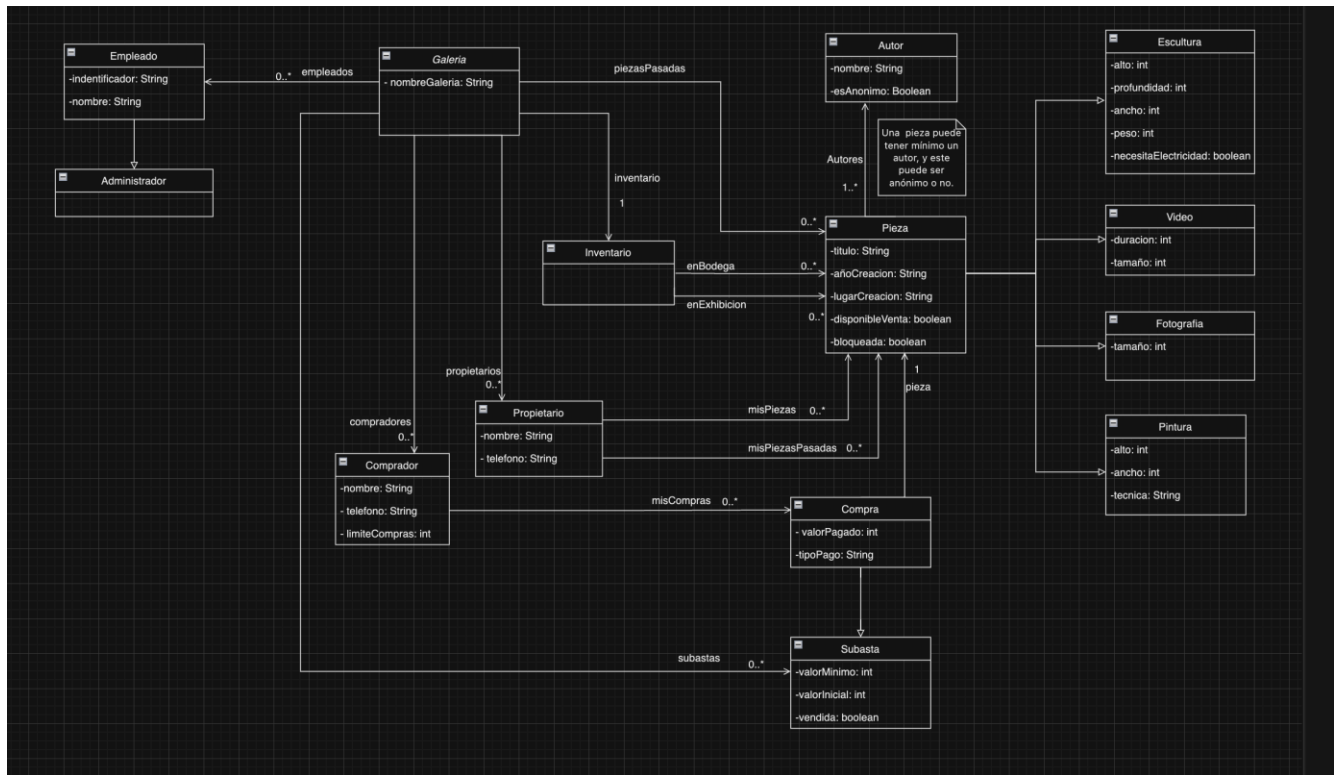 Empleado
-indentificador: String
-nombre: String
Administrador
0..*
empleados
Galeria
- nombreGaleria: String
piezasPasadas
0..*
inventario
1
Inventario
enBodega
0..*
enExhibicion
0..*
Autor
-nombre: String
-esAnonimo: Boolean
Autores
1..*
Una pieza puede
tener mínimo un
autor, y este
puede ser
anónimo o no.
Pieza
-titulo: String
-añoCreacion: String
-lugarCreacion: String
-disponibleVenta: boolean
-bloqueada: boolean
Escultura
-alto: int
-profundidad: int
-ancho: int
-peso: int
-necesitaElectricidad: boolean
Video
-duracion: int
-tamaño: int
Fotografia
-tamaño: int
Pintura
-alto: int
-ancho: int
-tecnica: String
propietarios
0..*
Propietario
-nombre: String
- telefono: String
misPiezas
0..*
misPiezasPasadas
0..*
1
pieza
compradores
0..*
Comprador
-nombre: String
- telefono: String
- limiteCompras: int
misCompras
0..*
Compra
- valorPagado: int
-tipoPago: String
subastas
0..*
Subasta
-valorMinimo: int
-valorInicial: int
-vendida: boolean